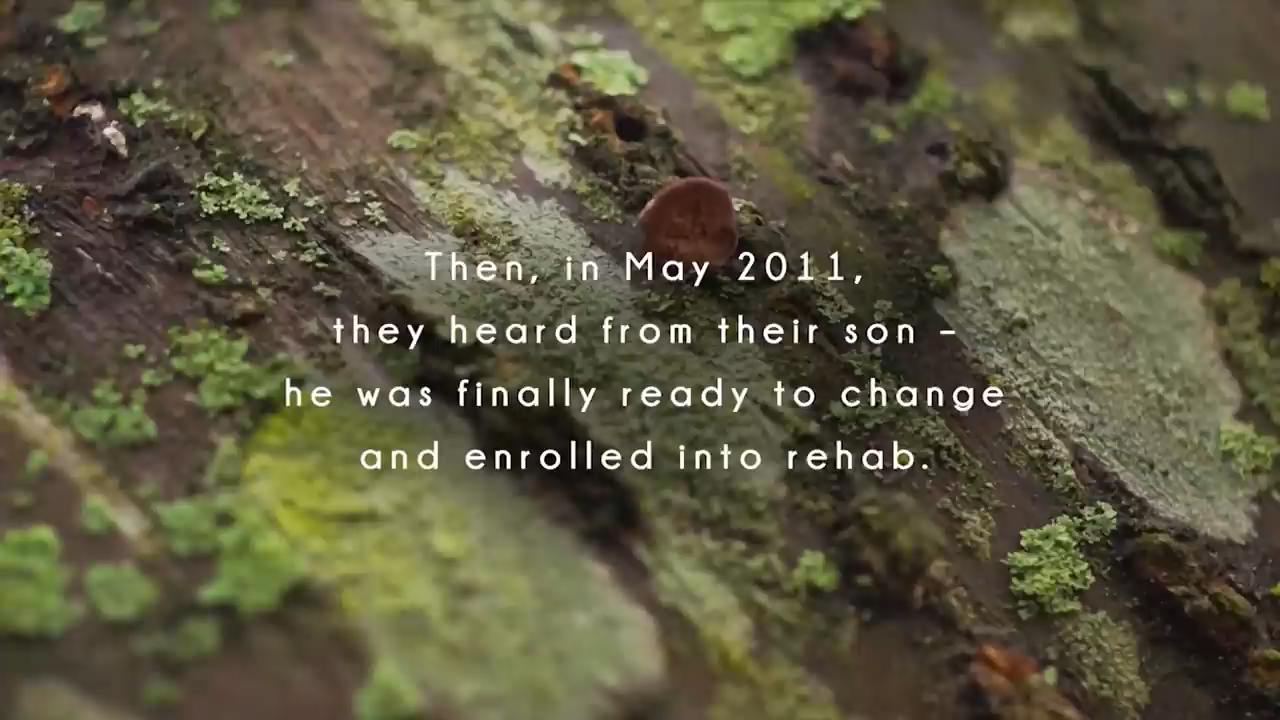 Then, in May 2011,
they heard from their son –
he was finally ready to change
and enrolled into rehab.